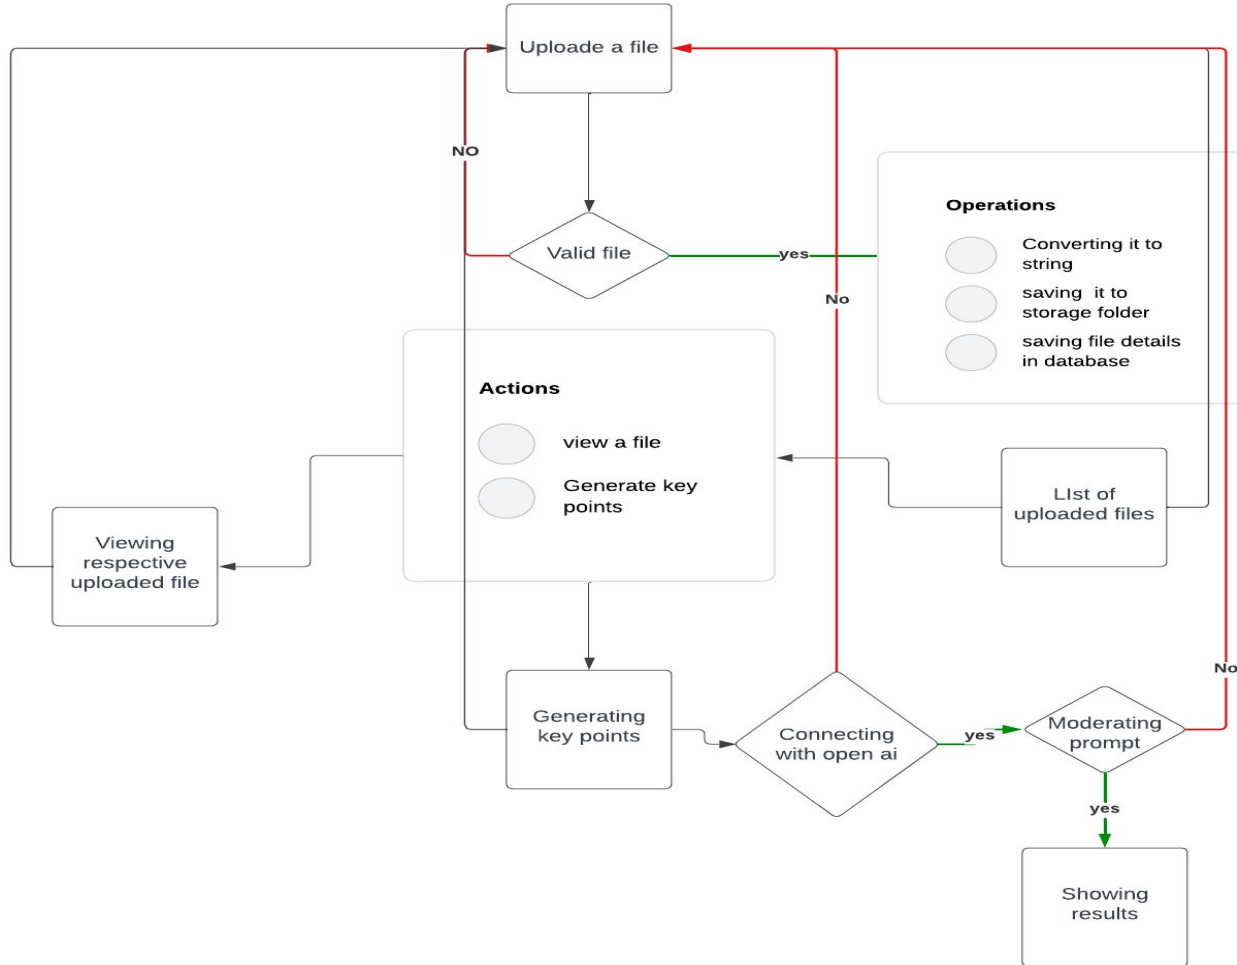 Uploade a file
NO
Valid file
yes
Operations
Converting it to
string
saving  it to
storage folder
saving file details
in database
No
Actions
view a file
Generate key
points
LIst of
uploaded files
Viewing
respective
uploaded file
Generating
key points
Connecting
with open ai
yes
Moderating
prompt
No
yes
Showing
results